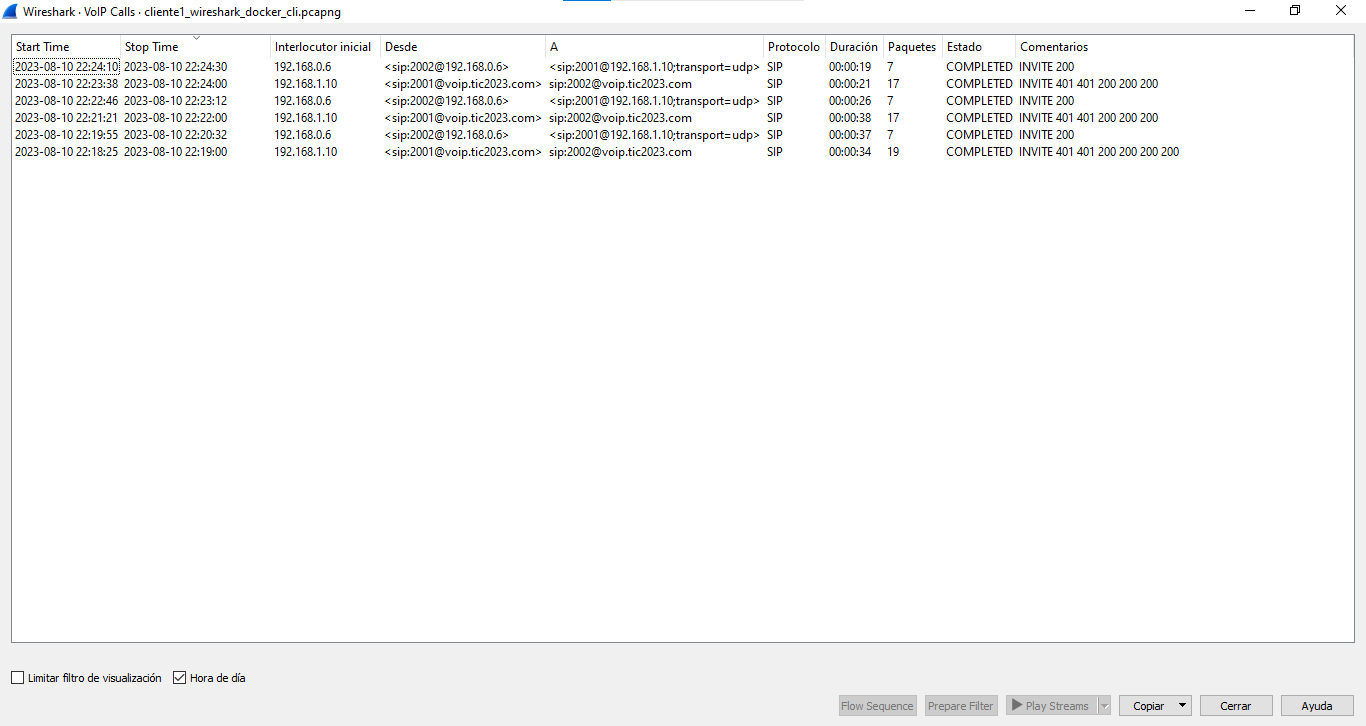 Wireshark · VoIP Calls · cliente1_wireshark_docker_cli.pcapng
Start Time Stop Time Interlocutor inicial Desde A Protocolo Duración Paquetes Estado Comentarios
2023-08-10 22:24:10 2023-08-10 22:24:30 192.168.0.6 <sip:2002@192.168.0.6> <sip:2001@192.168.1.10;transport=udp> SIP 00:00:19 7 COMPLETED INVITE 200
2023-08-10 22:23:38 2023-08-10 22:24:00 192.168.1.10 <sip:2001@voip.tic2023.com> sip:2002@voip.tic2023.com SIP 00:00:21 17 COMPLETED INVITE 401 401 200 200 200
2023-08-10 22:22:46 2023-08-10 22:23:12 192.168.0.6 <sip:2002@192.168.0.6> <sip:2001@192.168.1.10;transport=udp> SIP 00:00:26 7 COMPLETED INVITE 200
2023-08-10 22:21:21 2023-08-10 22:22:00 192.168.1.10 <sip:2001@voip.tic2023.com> sip:2002@voip.tic2023.com SIP 00:00:38 17 COMPLETED INVITE 401 401 200 200 200
2023-08-10 22:19:55 2023-08-10 22:20:32 192.168.0.6 <sip:2002@192.168.0.6> <sip:2001@192.168.1.10;transport=udp> SIP 00:00:37 7 COMPLETED INVITE 200
2023-08-10 22:18:25 2023-08-10 22:19:00 192.168.1.10 <sip:2001@voip.tic2023.com> sip:2002@voip.tic2023.com SIP 00:00:34 19 COMPLETED INVITE 401 401 200 200 200 200
Limitar filtro de visualización Hora de día
Flow Sequence Prepare Filter Play Streams Copiar Cerrar Ayuda